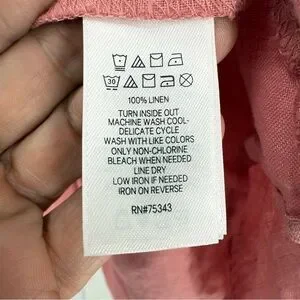 30
100% LINEN
TURN INSIDE OUT
MACHINE WASH COOL-
DELICATE CYCLE
WASH WITH LIKE COLORS
ONLY NON-CHLORINE
BLEACH WHEN NEEDED
LINE DRY
LOW IRON IF NEEDED
IRON ON REVERSE
RN#75343